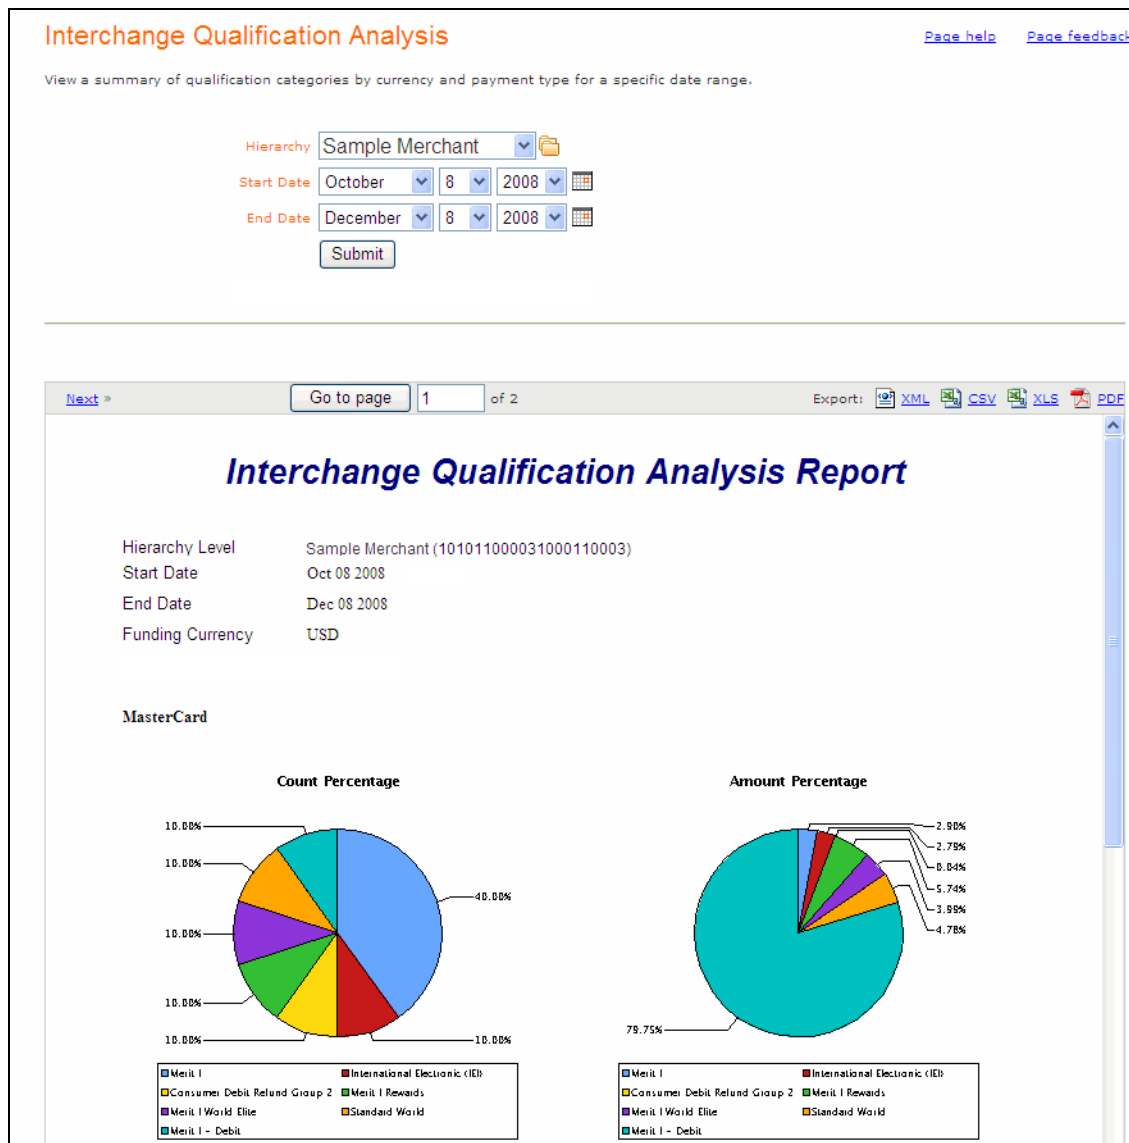 Interchange Qualification Analysis
Page help Page feedback
View a summary of qualification categories by currency and payment type for a specific date range.
Hierarchy Sample Merchant
Start Date October 8 2008
End Date December 8 2008
Submit
Next » Go to page 1 of 2 Export: XML CSV XLS PDF
Interchange Qualification Analysis Report
Hierarchy Level Sample Merchant (101011000031000110003)
Start Date Oct 08 2008
End Date Dec 08 2008
Funding Currency USD
MasterCard
Count Percentage
10.00%
10.00%
40.00%
10.00%
10.00%
10.00%
10.00%
Merit I International Electronic (IEI)
Consumer Debit Refund Group 2 Merit I Rewards
Merit I World Elite Standard World
Merit I - Debit
Amount Percentage
2.90%
2.79%
0.04%
5.74%
3.99%
4.78%
79.75%
Merit I International Electronic (IEI)
Consumer Debit Refund Group 2 Merit I Rewards
Merit I World Elite Standard World
Merit I - Debit